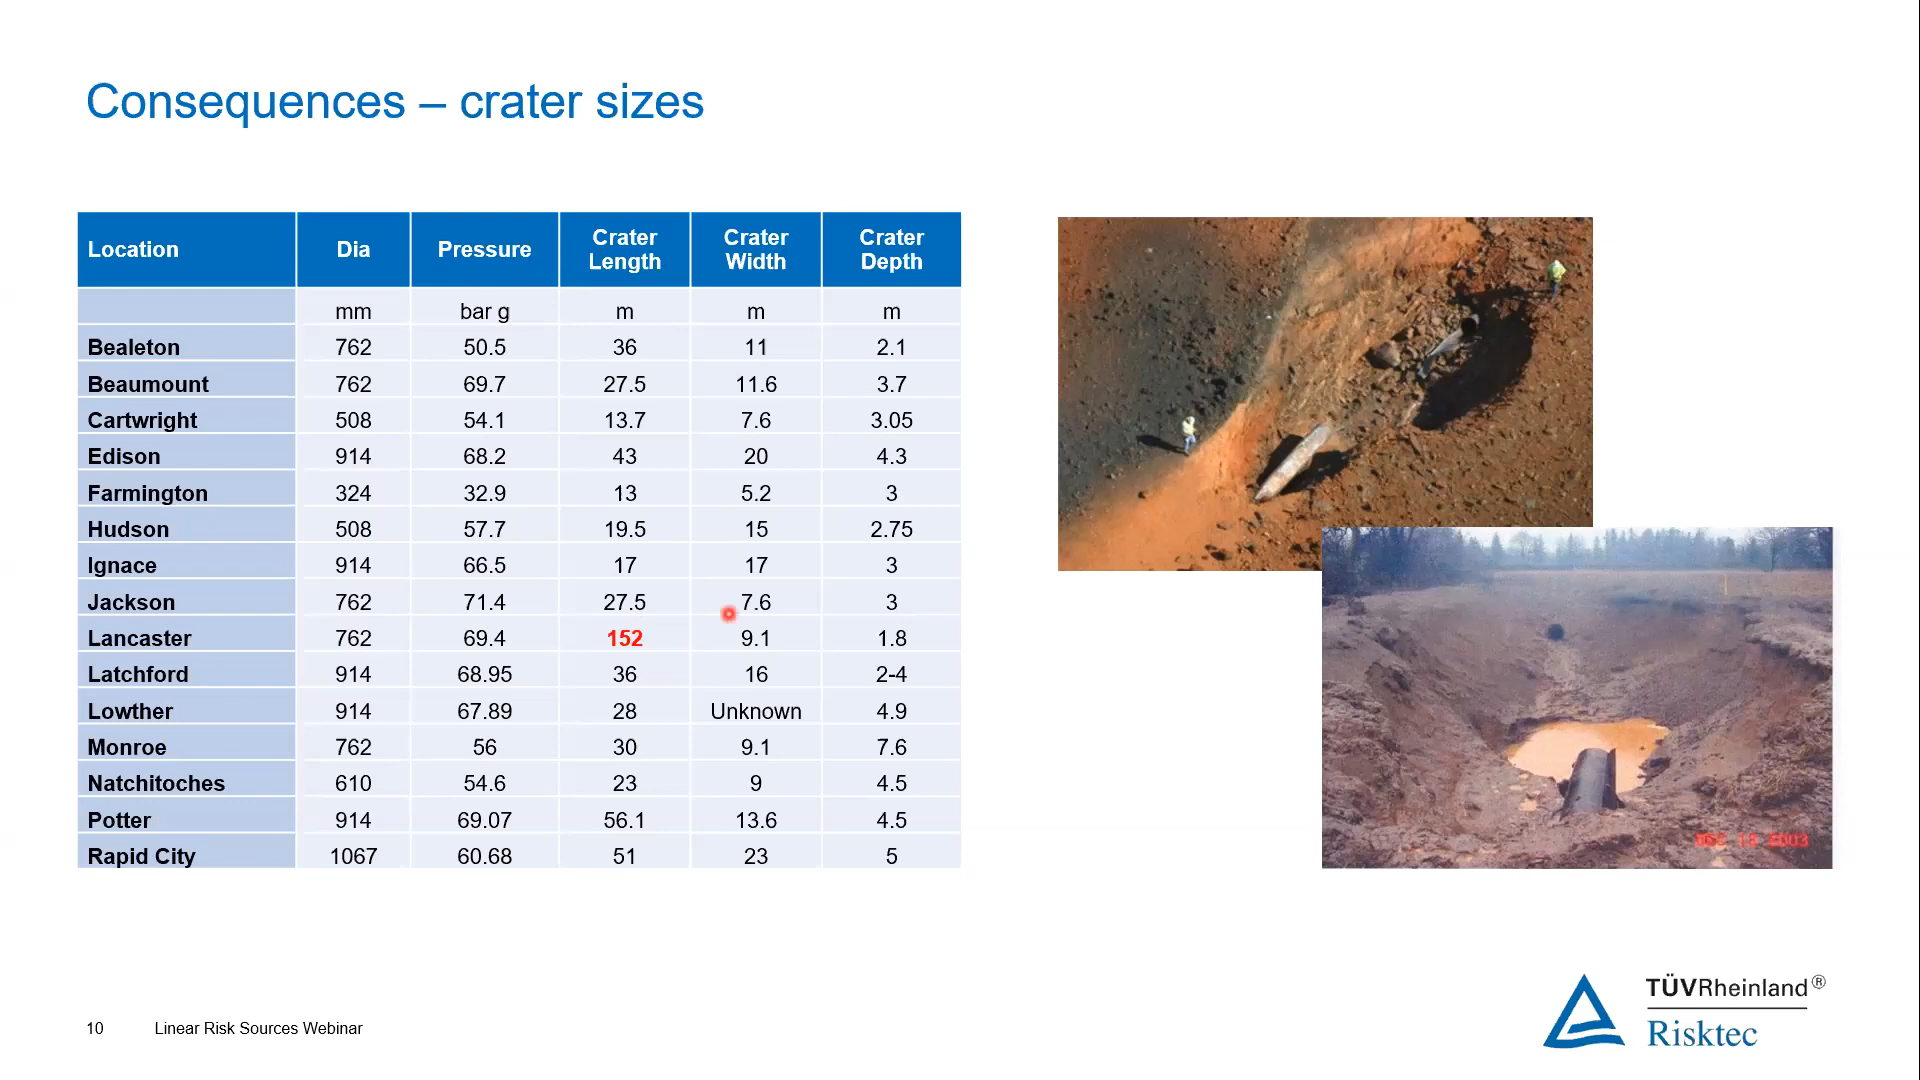 Consequences – crater sizes
Location Dia Pressure Crater Length Crater Width Crater Depth
mm bar g m m m
Bealeton 762 50.5 36 11 2.1
Beaumount 762 69.7 27.5 11.6 3.7
Cartwright 508 54.1 13.7 7.6 3.05
Edison 914 68.2 43 20 4.3
Farmington 324 32.9 13 5.2 3
Hudson 508 57.7 19.5 15 2.75
Ignace 914 66.5 17 17 3
Jackson 762 71.4 27.5 7.6 3
Lancaster 762 69.4 152 9.1 1.8
Latchford 914 68.95 36 16 2-4
Lowther 914 67.89 28 Unknown 4.9
Monroe 762 56 30 9.1 7.6
Natchitoches 610 54.6 23 9 4.5
Potter 914 69.07 56.1 13.6 4.5
Rapid City 1067 60.68 51 23 5
2003
10 Linear Risk Sources Webinar
TÜVRheinland®
Risktec